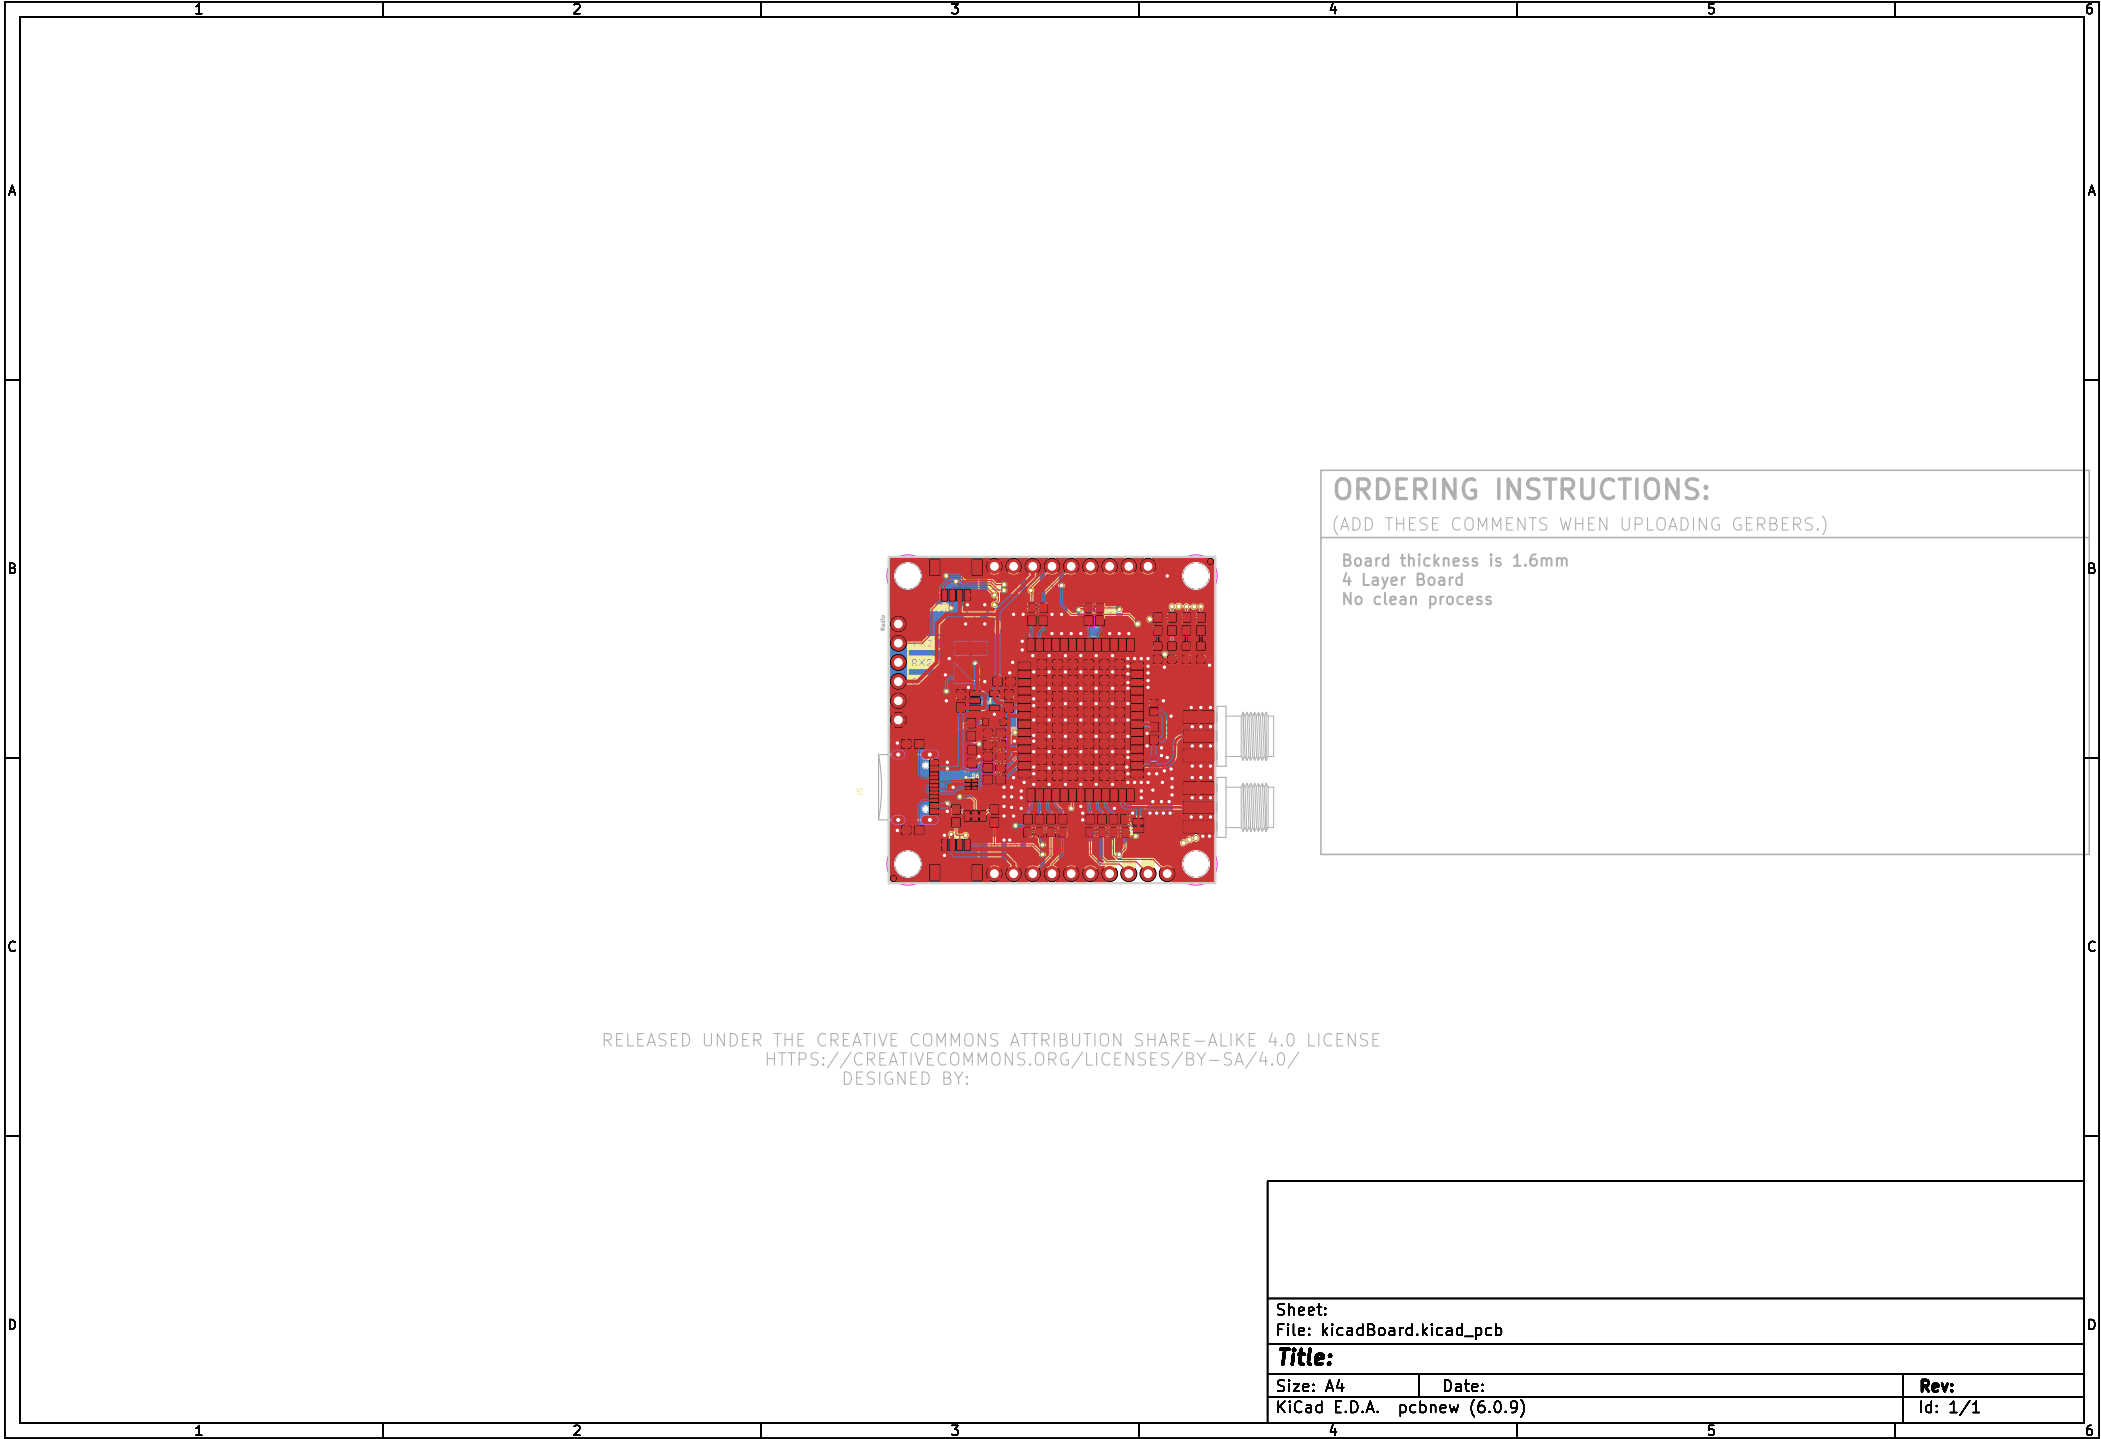 1 2 3 4 5 6
A A
ORDERING INSTRUCTIONS:
(ADD THESE COMMENTS WHEN UPLOADING GERBERS.)
Board thickness is 1.6mm
4 Layer Board
No clean process
B B
Radio
RX2
D6
J5
C C
RELEASED UNDER THE CREATIVE COMMONS ATTRIBUTION SHARE-ALIKE 4.0 LICENSE
HTTPS://CREATIVECOMMONS.ORG/LICENSES/BY-SA/4.0/
DESIGNED BY:
Sheet:
File: kicadBoard.kicad_pcb
D D
Title:
Size: A4 Date: Rev:
KiCad E.D.A. pcbnew (6.0.9) Id: 1/1
1 2 3 4 5 6